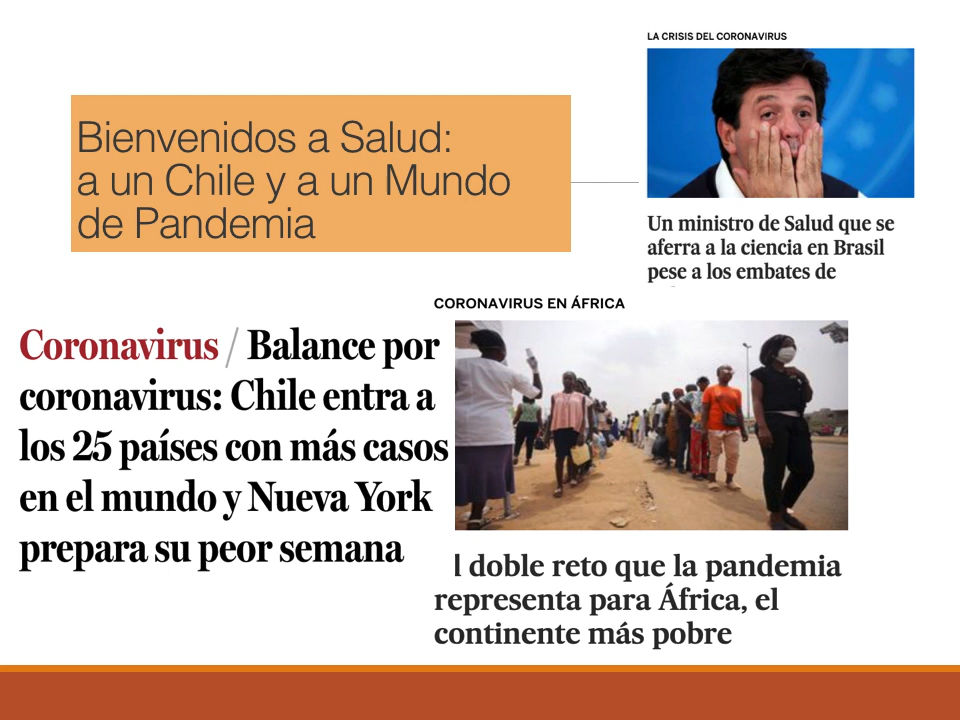 Bienvenidos a Salud:
a un Chile y a un Mundo
de Pandemia
LA CRISIS DEL CORONAVIRUS
Un ministro de Salud que se
aferra a la ciencia en Brasil
pese a los embates de
Coronavirus / Balance por
coronavirus: Chile entra a
los 25 países con más casos
en el mundo y Nueva York
prepara su peor semana
CORONAVIRUS EN ÁFRICA
l doble reto que la pandemia
representa para África, el
continente más pobre